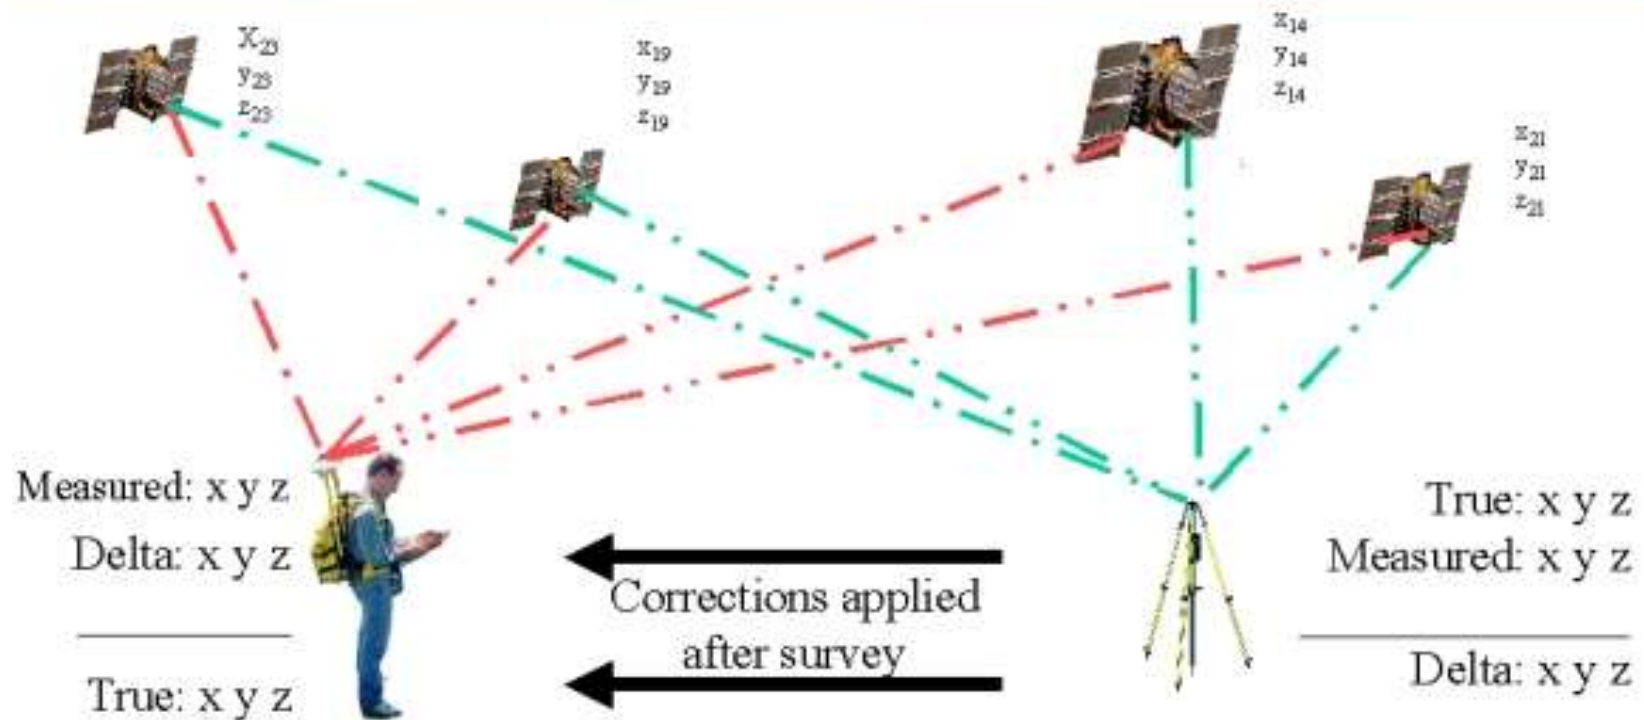 X₂₃
y₂₃
z₂₃
x₁₉
y₁₉
z₁₉
x₁₄
y₁₄
z₁₄
x₂₁
y₂₁
z₂₁
Measured: x y z
Delta: x y z
True: x y z
Corrections applied
after survey
True: x y z
Measured: x y z
Delta: x y z